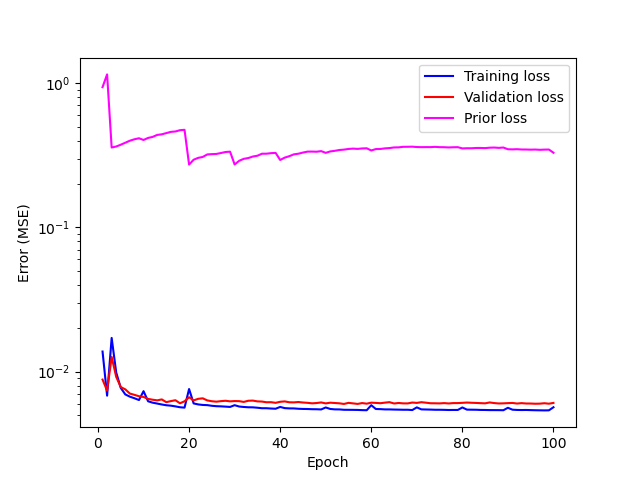 Training loss
Validation loss
Prior loss
10⁰
10⁻¹
10⁻²
Error (MSE)
0 20 40 60 80 100
Epoch